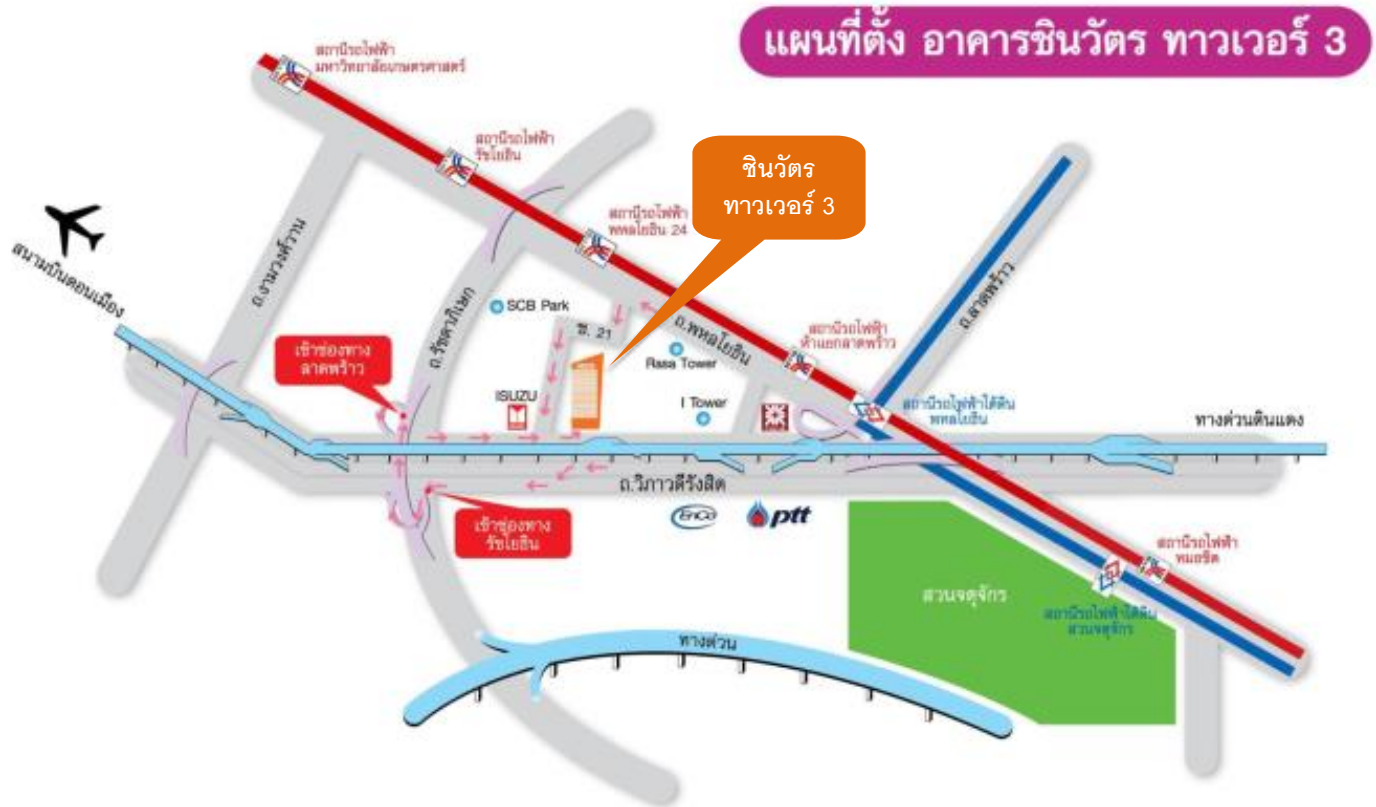 แผนที่ตั้ง อาคารชินวัตร ทาวเวอร์ 3
สถานีรถไฟฟ้า
มหาวิทยาลัยเกษตรศาสตร์
สถานีรถไฟฟ้า
รัชโยธิน
ชินวัตร
ทาวเวอร์ 3
สถานีรถไฟฟ้า
พหลโยธิน 24
สนามบินดอนเมือง
ถ.งามวงศ์วาน
ถ.รัชดาภิเษก
SCB Park
ซ. 21
ถ.พหลโยธิน
ถ.ลาดพร้าว
สถานีรถไฟฟ้า
ห้าแยกลาดพร้าว
Rasa Tower
เข้าช่องทาง
ลาดพร้าว
ISUZU
I Tower
สถานีรถไฟฟ้าใต้ดิน
พหลโยธิน
ทางด่วนดินแดง
ถ.วิภาวดีรังสิต
EnCo
ptt
เข้าช่องทาง
รัชโยธิน
สถานีรถไฟฟ้า
หมอชิต
สวนจตุจักร
สถานีรถไฟฟ้าใต้ดิน
สวนจตุจักร
ทางด่วน